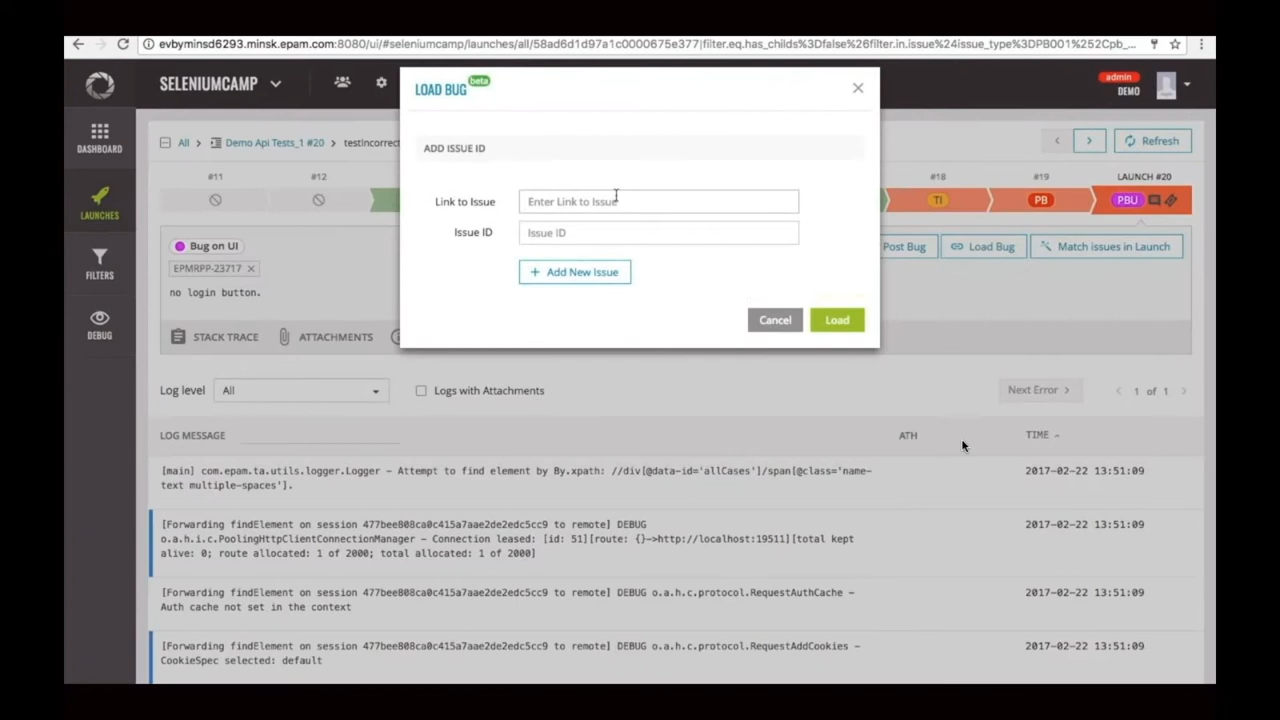 evbyminsd6293.minsk.epam.com:8080/ui/#seleniumcamp/launches/all/58ad6d1d97a1c0000675e377|filter.eq.has_childs%3Dfalse%26filter.in.issue%24issue_type%3DPB001%252Cpb_...
SELENIUMCAMP
admin
DEMO
LOAD BUG beta
ADD ISSUE ID
Link to Issue Enter Link to Issue
Issue ID Issue ID
+ Add New Issue
Cancel Load
DASHBOARD
LAUNCHES
FILTERS
DEBUG
All > Demo Api Tests_1 #20 > testIncorrect
< > Refresh
#11 #12 #18 #19 LAUNCH #20
TI PB PBU
Bug on UI
Post Bug Load Bug Match issues in Launch
EPMRPP-23717 ×
no login button.
STACK TRACE ATTACHMENTS
Log level All Logs with Attachments Next Error > < 1 of 1 >
LOG MESSAGE ATH TIME
[main] com.epam.ta.utils.logger.Logger - Attempt to find element by By.xpath: //div[@data-id='allCases']/span[@class='name-
text multiple-spaces'].
2017-02-22 13:51:09
[Forwarding findElement on session 477bee808ca0c415a7aae2de2edc5cc9 to remote] DEBUG
o.a.h.i.c.PoolingHttpClientConnectionManager - Connection leased: [id: 51][route: {}->http://localhost:19511][total kept
alive: 0; route allocated: 1 of 2000; total allocated: 1 of 2000]
2017-02-22 13:51:09
[Forwarding findElement on session 477bee808ca0c415a7aae2de2edc5cc9 to remote] DEBUG o.a.h.c.protocol.RequestAuthCache -
Auth cache not set in the context
2017-02-22 13:51:09
[Forwarding findElement on session 477bee808ca0c415a7aae2de2edc5cc9 to remote] DEBUG o.a.h.c.protocol.RequestAddCookies -
CookieSpec selected: default
2017-02-22 13:51:09